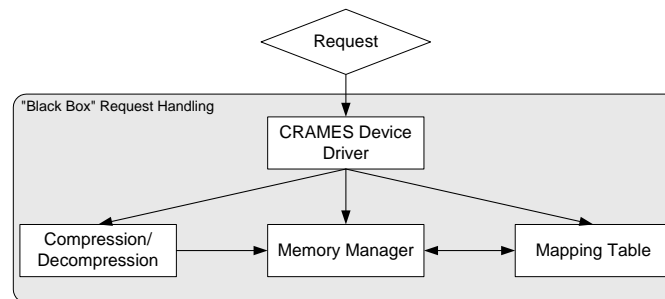 Request
"Black Box" Request Handling
CRAMES Device
Driver
Compression/
Decompression
Memory Manager
Mapping Table